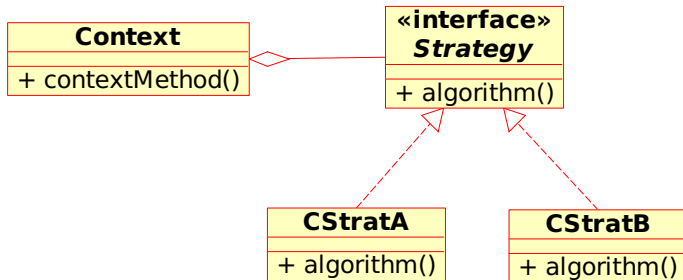 Context
+ contextMethod()
«interface»
Strategy
+ algorithm()
CStratA
+ algorithm()
CStratB
+ algorithm()